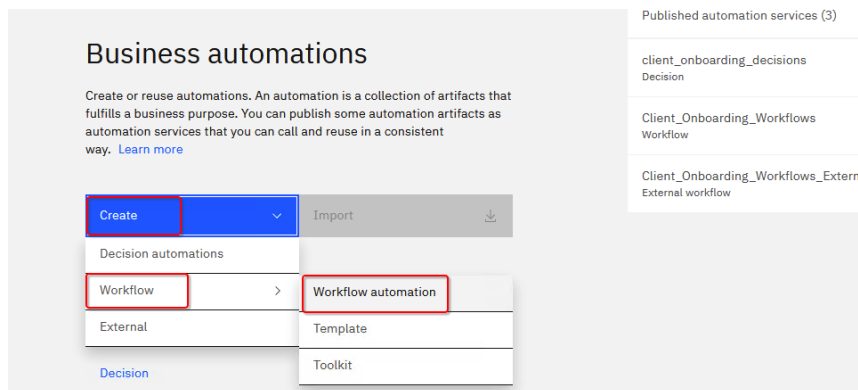 Business automations
Create or reuse automations. An automation is a collection of artifacts that
fulfills a business purpose. You can publish some automation artifacts as
automation services that you can call and reuse in a consistent
way. Learn more
Create
Import
Decision automations
Workflow
External
Decision
Workflow automation
Template
Toolkit
Published automation services (3)
client_onboarding_decisions
Decision
Client_Onboarding_Workflows
Workflow
Client_Onboarding_Workflows_Extern
External workflow